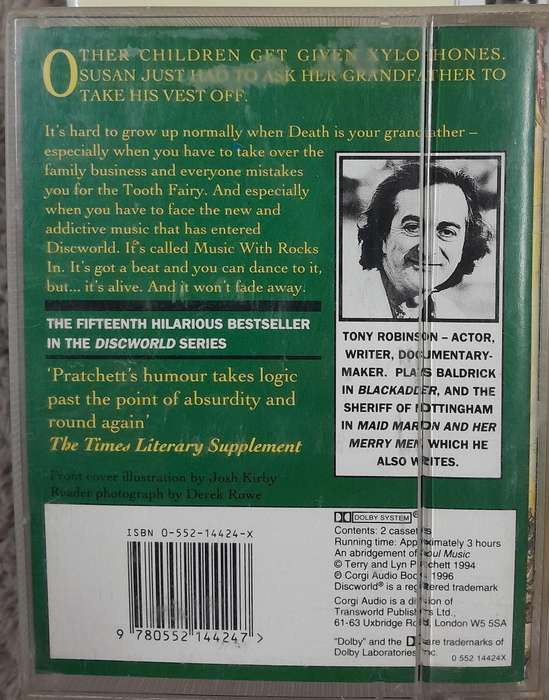 OTHER CHILDREN GET GIVEN XYLOPHONES.
SUSAN JUST HAD TO ASK HER GRANDFATHER TO
TAKE HIS VEST OFF.
It's hard to grow up normally when Death is your grandfather –
especially when you have to take over the
family business and everyone mistakes
you for the Tooth Fairy. And especially
when you have to face the new and
addictive music that has entered
Discworld. It's called Music With Rocks
In. It's got a beat and you can dance to it,
but... it's alive. And it won't fade away.
THE FIFTEENTH HILARIOUS BESTSELLER
IN THE DISCWORLD SERIES
'Pratchett's humour takes logic
past the point of absurdity and
round again'
The Times Literary Supplement
Front cover illustration by Josh Kirby
Reader photograph by Derek Rowe
TONY ROBINSON – ACTOR,
WRITER, DOCUMENTARY-
MAKER. PLAYS BALDRICK
IN BLACKADDER, AND THE
SHERIFF OF NOTTINGHAM
IN MAID MARION AND HER
MERRY MEN, WHICH HE
ALSO WRITES.
ISBN 0-552-14424-X
9 780552 144247 >
DOLBY SYSTEM®
Contents: 2 cassettes
Running time: Approximately 3 hours
An abridgement of Soul Music
© Terry and Lyn Pratchett 1994
℗ Corgi Audio Books 1996
Discworld® is a registered trademark
Corgi Audio is a division of
Transworld Publishers Ltd.,
61-63 Uxbridge Road, London W5 5SA
"Dolby" and the are trademarks of
Dolby Laboratories Inc.
0 552 14424X